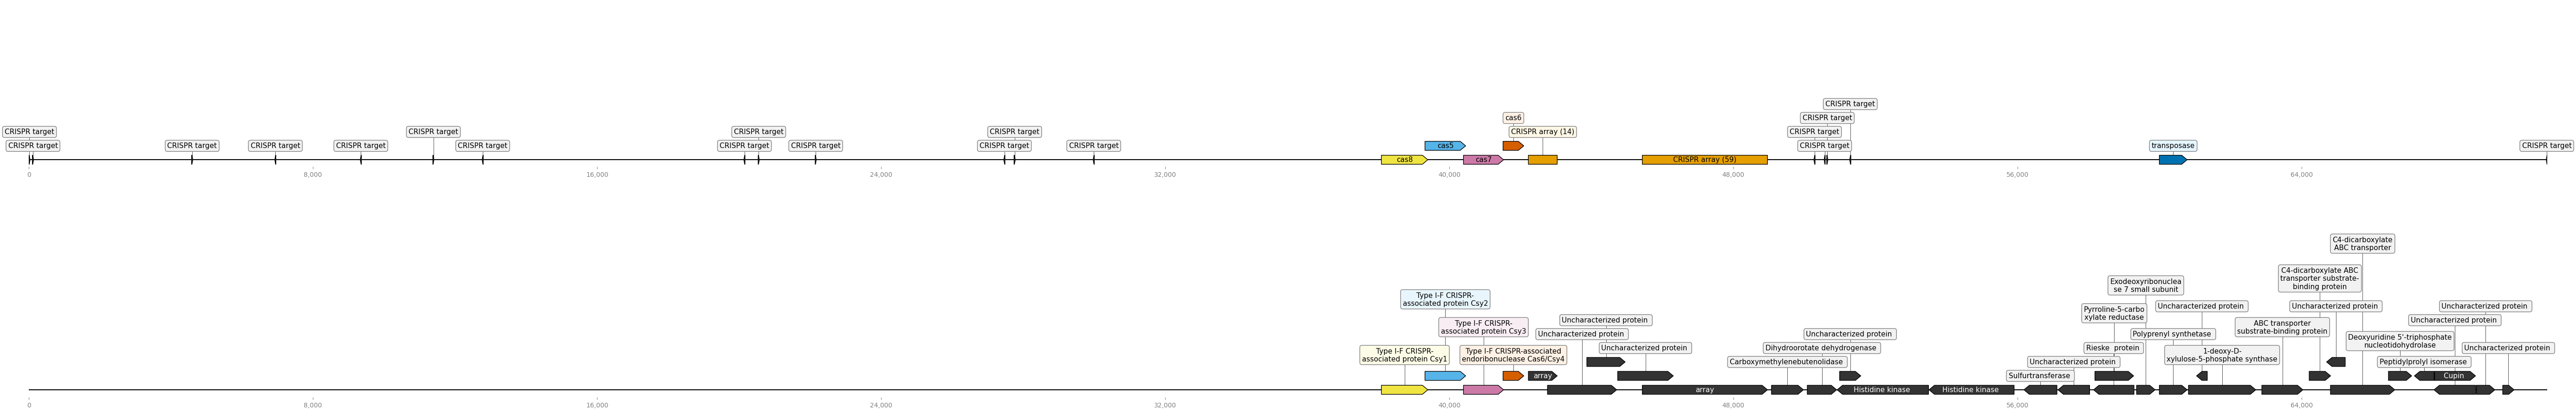 CRISPR target
cas6
CRISPR target
CRISPR target
CRISPR target
CRISPR target
CRISPR target
CRISPR target
CRISPR array (14)
CRISPR target
CRISPR target
CRISPR target
CRISPR target
CRISPR target
CRISPR target
CRISPR target
CRISPR target
CRISPR target
CRISPR target
cas5
CRISPR target
transposase
CRISPR target
cas8
cas7
CRISPR array (59)
0
8,000
16,000
24,000
32,000
40,000
48,000
56,000
64,000
C4-dicarboxylate
ABC transporter
C4-dicarboxylate ABC
transporter substrate-
binding protein
Exodeoxyribonuclea
se 7 small subunit
Type I-F CRISPR-
associated protein Csy2
Pyrroline-5-carbo
xylate reductase
Uncharacterized protein
Uncharacterized protein
Uncharacterized protein
Type I-F CRISPR-
associated protein Csy3
Uncharacterized protein
ABC transporter
substrate-binding protein
Uncharacterized protein
Uncharacterized protein
Uncharacterized protein
Polyprenyl synthetase
Deoxyuridine 5'-triphosphate
nucleotidohydrolase
Type I-F CRISPR-
associated protein Csy1
Type I-F CRISPR-associated
endoribonuclease Cas6/Csy4
Uncharacterized protein
Dihydroorotate dehydrogenase
Rieske protein
1-deoxy-D-
xylulose-5-phosphate synthase
Uncharacterized protein
Carboxymethylenebutenolidase
Uncharacterized protein
Peptidylprolyl isomerase
array
Sulfurtransferase
Cupin
array
Histidine kinase
Histidine kinase
0
8,000
16,000
24,000
32,000
40,000
48,000
56,000
64,000